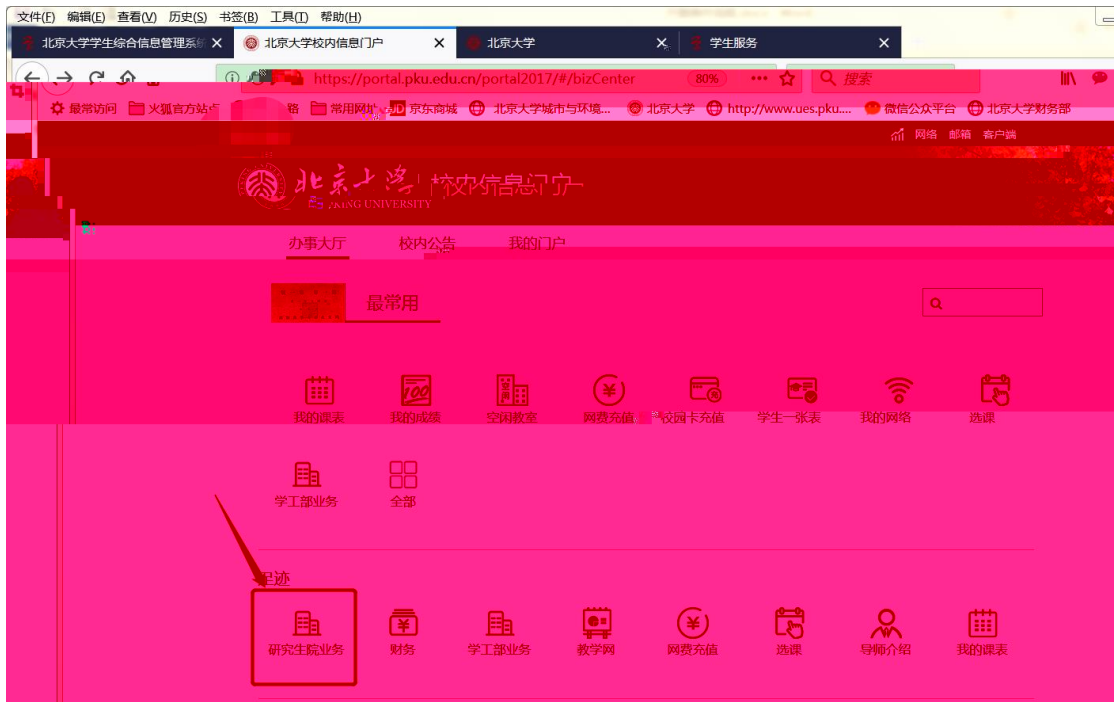 文件(F) 编辑(E) 查看(V) 历史(S) 书签(B) 工具(T) 帮助(H)
北京大学学生综合信息管理系统 北京大学校内信息门户 北京大学 学生服务
https://portal.pku.edu.cn/portal2017/#/bizCenter 80% 搜索
最常访问 火狐官方站点 常用网址 京东商城 北京大学城市与环境... 北京大学 http://www.ues.pku.... 微信公众平台 北京大学财务部
网络 邮箱 客户端
北京大学 校内信息门户
PEKING UNIVERSITY
办事大厅 校内公告 我的门户
最常用
我的课表 我的成绩 空闲教室 网费充值 校园卡充值 学生一张表 我的网络 选课
学工部业务 全部
足迹
研究生院业务 财务 学工部业务 教学网 网费充值 选课 导师介绍 我的课表